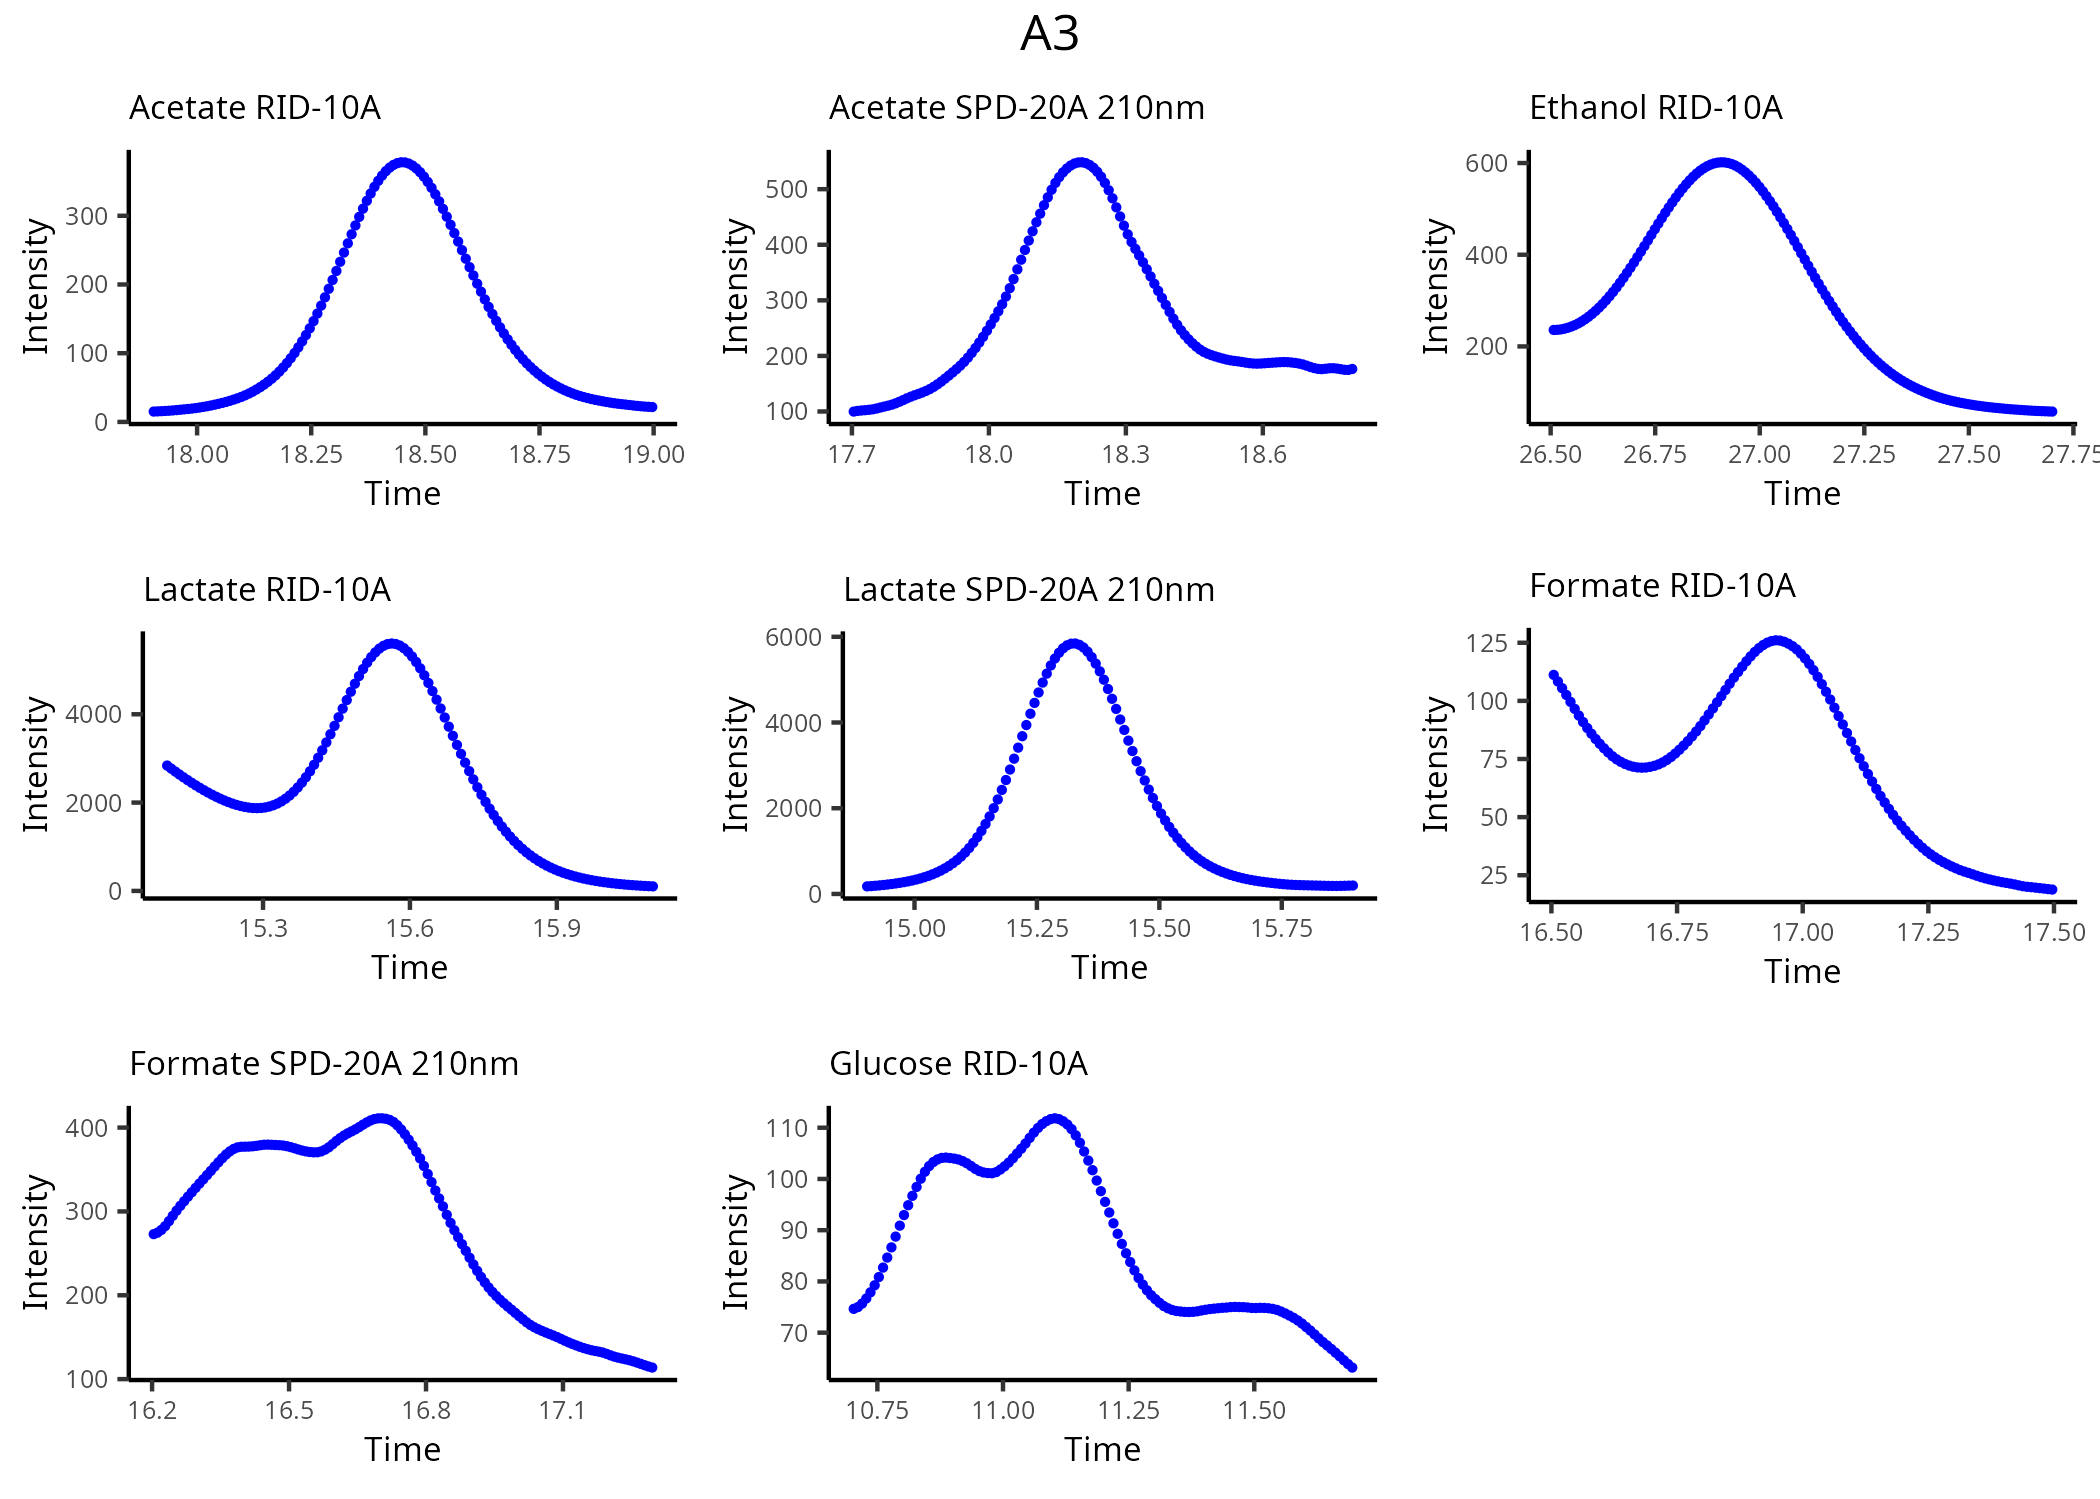 A3
Acetate RID-10A
Intensity
300
200
100
0
18.00 18.25 18.50 18.75 19.00
Time
Acetate SPD-20A 210nm
Intensity
500
400
300
200
100
17.7 18.0 18.3 18.6
Time
Ethanol RID-10A
Intensity
600
400
200
26.50 26.75 27.00 27.25 27.50 27.75
Time
Lactate RID-10A
Intensity
4000
2000
0
15.3 15.6 15.9
Time
Lactate SPD-20A 210nm
Intensity
6000
4000
2000
0
15.00 15.25 15.50 15.75
Time
Formate RID-10A
Intensity
125
100
75
50
25
16.50 16.75 17.00 17.25 17.50
Time
Formate SPD-20A 210nm
Intensity
400
300
200
100
16.2 16.5 16.8 17.1
Time
Glucose RID-10A
Intensity
110
100
90
80
70
10.75 11.00 11.25 11.50
Time